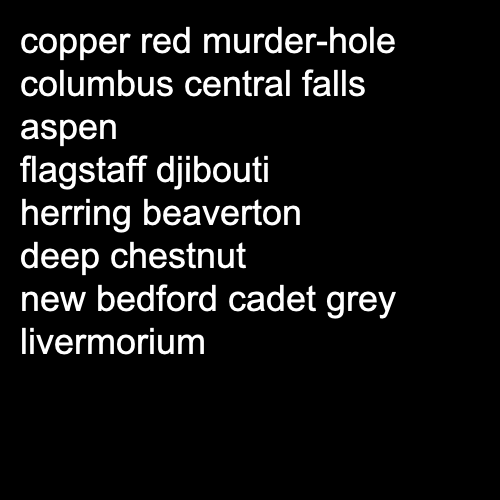 copper red murder-hole
columbus central falls
aspen
flagstaff djibouti
herring beaverton
deep chestnut
new bedford cadet grey
livermorium